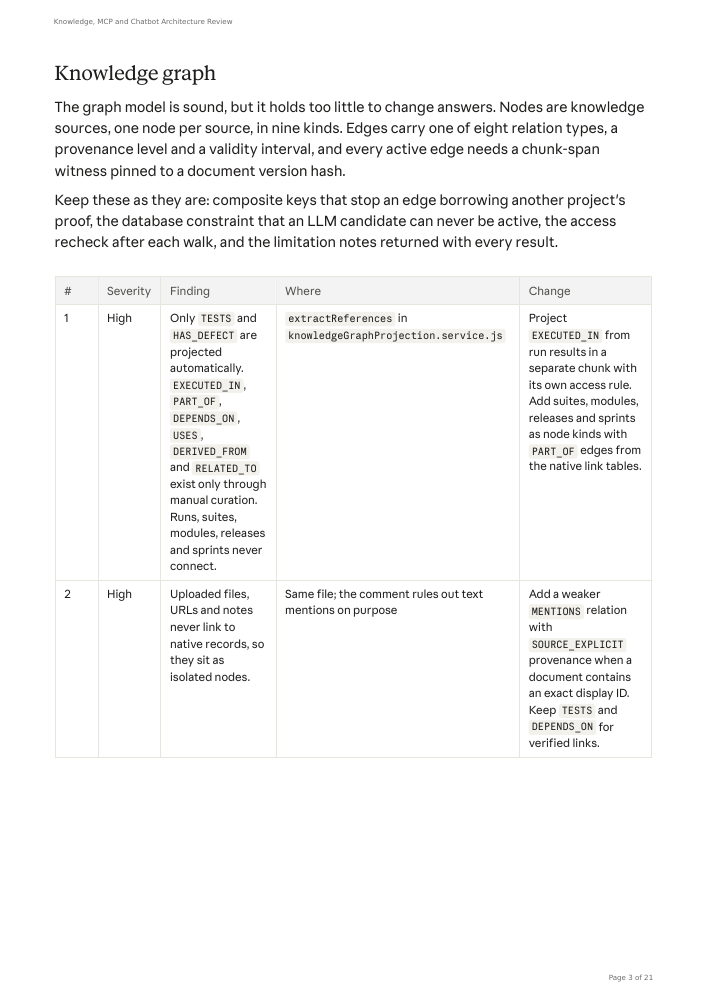 Knowledge, MCP and Chatbot Architecture Review
Knowledge graph
The graph model is sound, but it holds too little to change answers. Nodes are knowledge
sources, one node per source, in nine kinds. Edges carry one of eight relation types, a
provenance level and a validity interval, and every active edge needs a chunk-span
witness pinned to a document version hash.
Keep these as they are: composite keys that stop an edge borrowing another project's
proof, the database constraint that an LLM candidate can never be active, the access
recheck after each walk, and the limitation notes returned with every result.
# Severity Finding Where Change
1
High
Only TESTS and
HAS_DEFECT are
projected
automatically.
EXECUTED_IN,
PART_OF,
DEPENDS_ON,
USES,
DERIVED_FROM
and RELATED_TO
exist only through
manual curation.
Runs, suites,
modules, releases
and sprints never
connect.
extractReferences in
knowledgeGraphProjection.service.js
Project
EXECUTED_IN from
run results in a
separate chunk with
its own access rule.
Add suites, modules,
releases and sprints
as node kinds with
PART_OF edges from
the native link tables.
2
High
Uploaded files,
URLs and notes
never link to
native records, so
they sit as
isolated nodes.
Same file; the comment rules out text
mentions on purpose
Add a weaker
MENTIONS relation
with
SOURCE_EXPLICIT
provenance when a
document contains
an exact display ID.
Keep TESTS and
DEPENDS_ON for
verified links.
Page 3 of 21